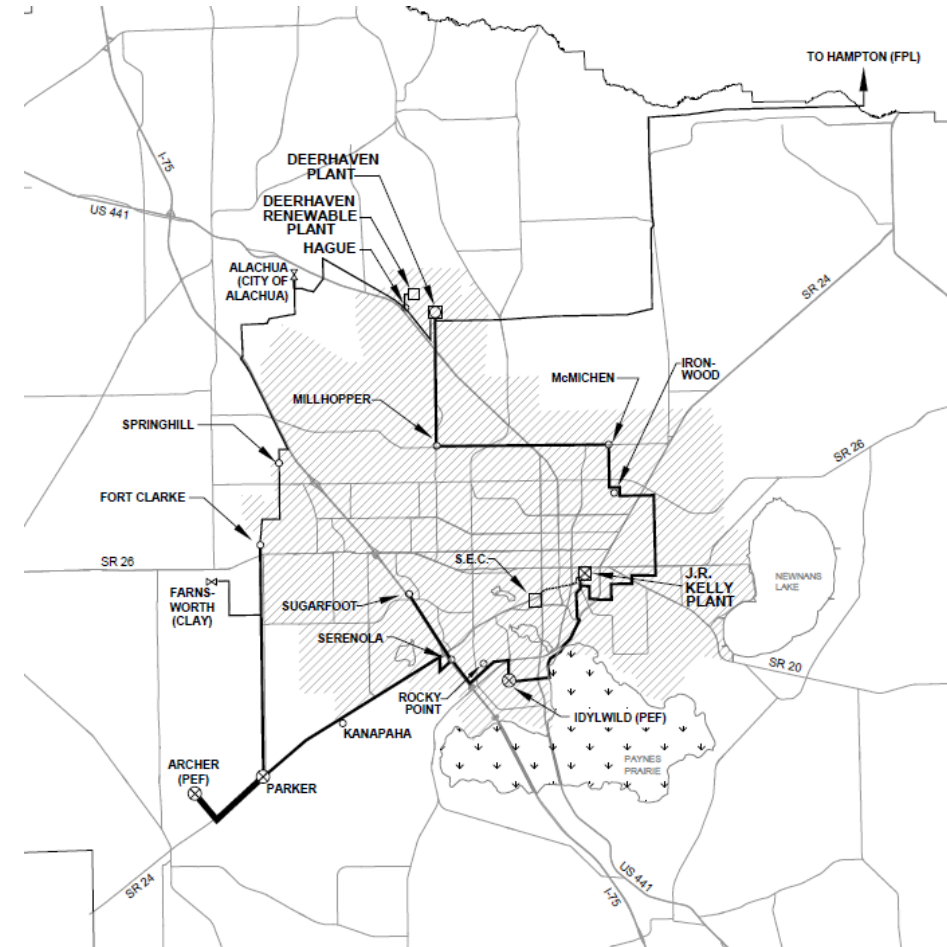 TO HAMPTON (FPL)
I-75
DEERHAVEN
PLANT
US 441
DEERHAVEN
RENEWABLE
PLANT
HAGUE
ALACHUA
(CITY OF
ALACHUA)
SR 24
IRON-
WOOD
McMICHEN
MILLHOPPER
SPRINGHILL
SR 26
FORT CLARKE
SR 26
S.E.C.
J.R.
KELLY
PLANT
NEWNANS
LAKE
FARNS-
WORTH
(CLAY)
SUGARFOOT
SERENOLA
SR 20
ROCKY
POINT
IDYLWILD (PEF)
KANAPAHA
PAYNES
PRAIRIE
ARCHER
(PEF)
PARKER
SR 24
US 441
I-75